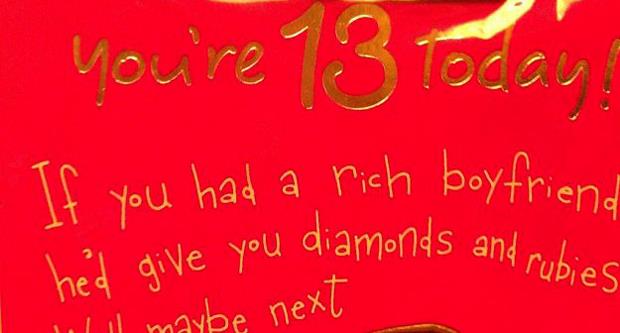 you're 13 today!
If you had a rich boyfriend
he'd give you diamonds and rubies
maybe next